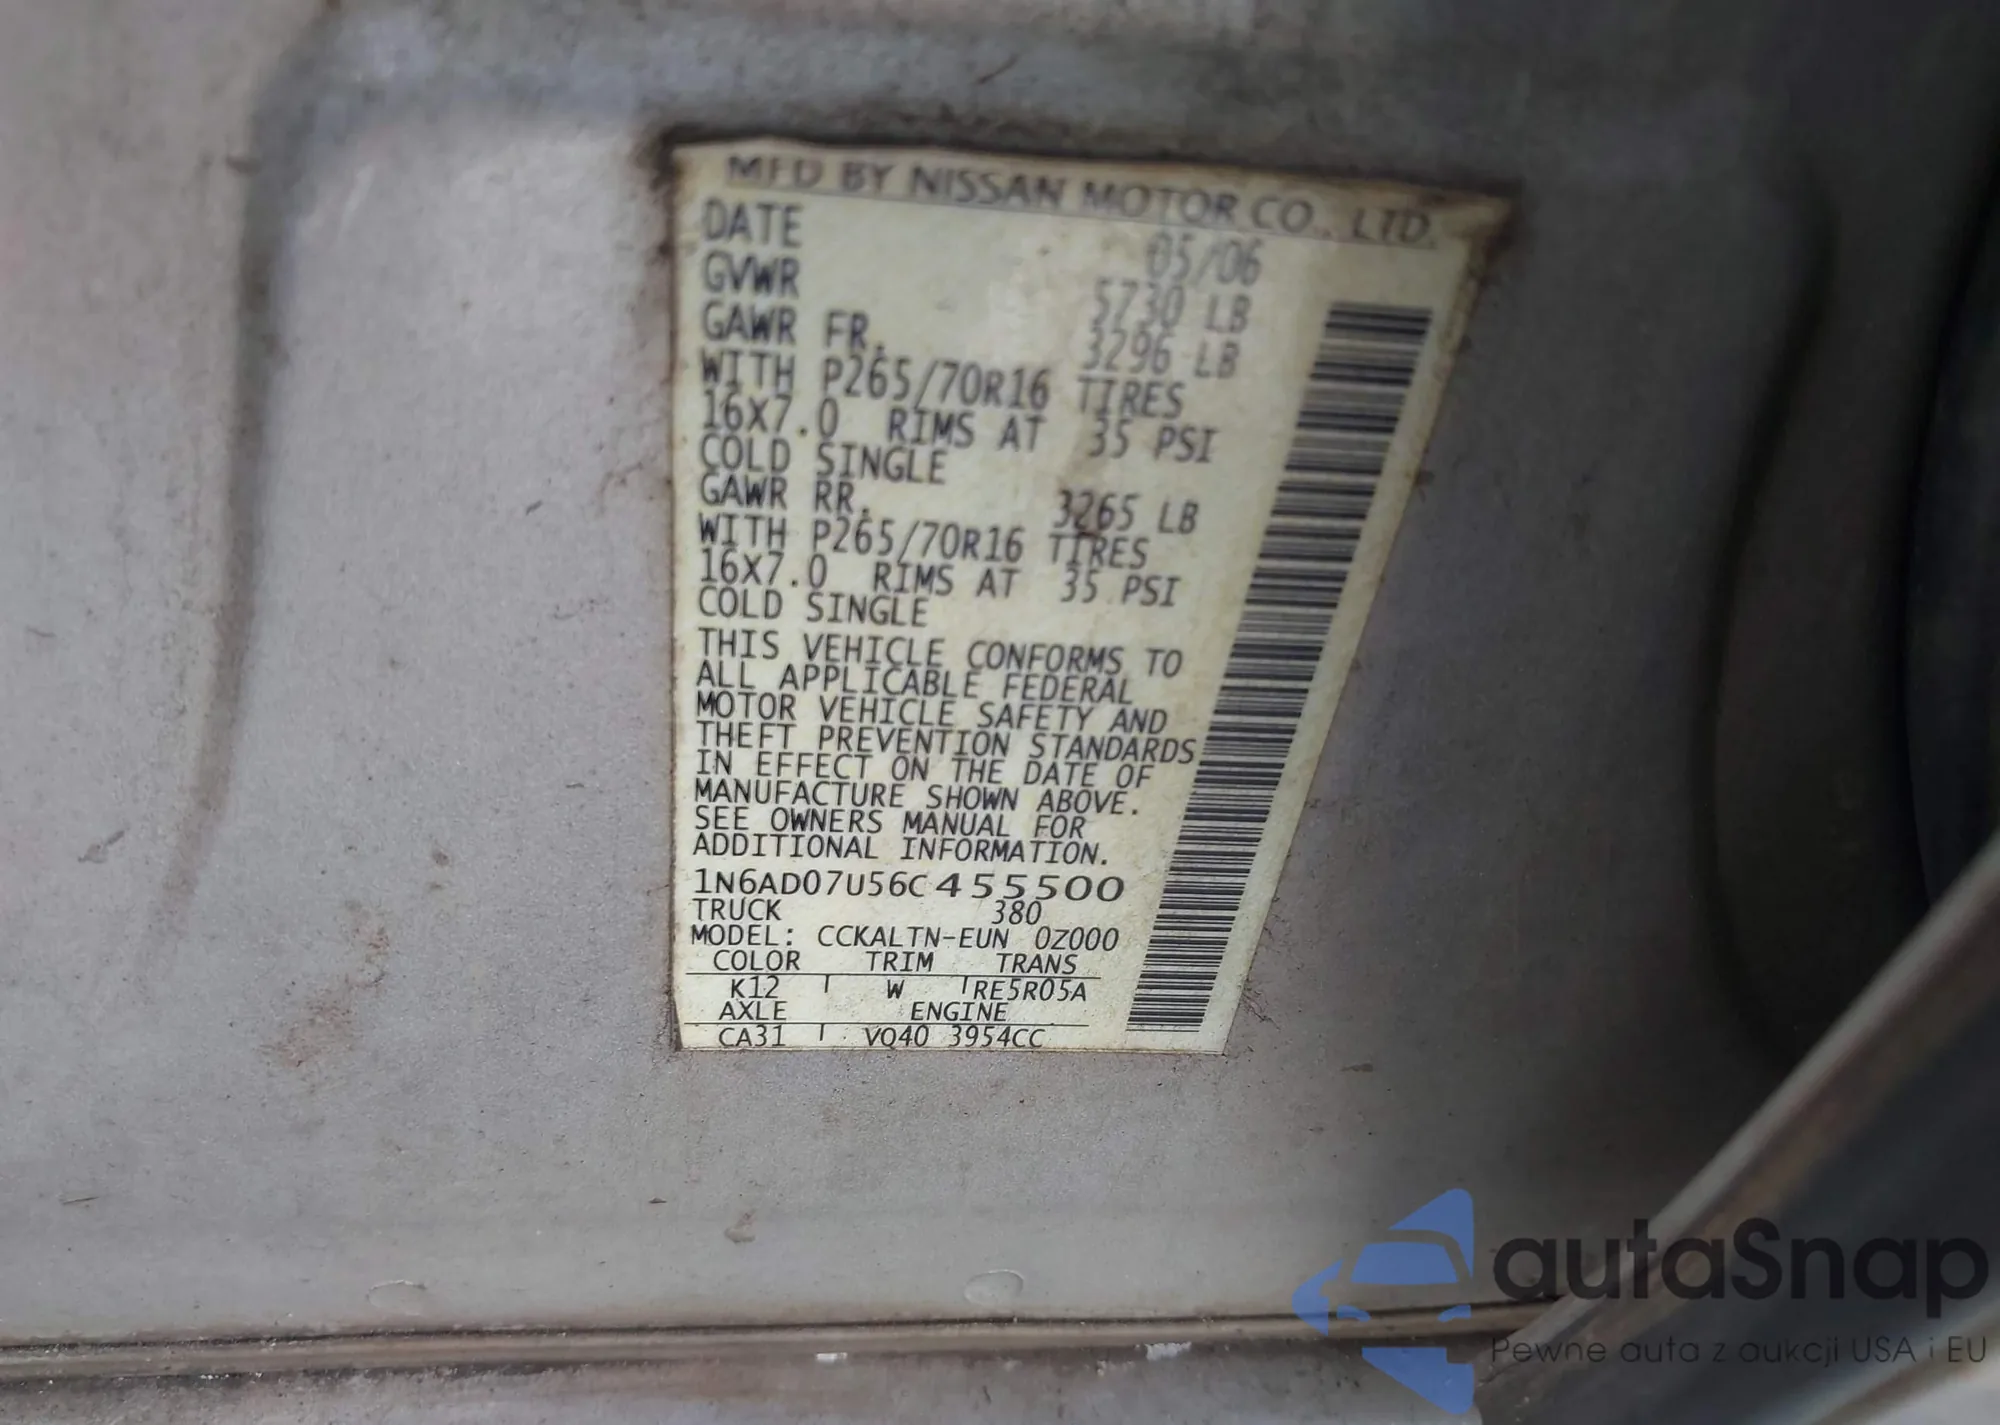 MFD BY NISSAN MOTOR CO., LTD.
DATE 05/06
GVWR 5730 LB
GAWR FR. 3296 LB
WITH P265/70R16 TIRES
16X7.0 RIMS AT 35 PSI
COLD SINGLE
GAWR RR. 3265 LB
WITH P265/70R16 TIRES
16X7.0 RIMS AT 35 PSI
COLD SINGLE
THIS VEHICLE CONFORMS TO
ALL APPLICABLE FEDERAL
MOTOR VEHICLE SAFETY AND
THEFT PREVENTION STANDARDS
IN EFFECT ON THE DATE OF
MANUFACTURE SHOWN ABOVE.
SEE OWNERS MANUAL FOR
ADDITIONAL INFORMATION.
1N6AD07U56C455500
TRUCK 380
MODEL: CCKALTN-EUN 0Z000
COLOR TRIM TRANS
K12 W RE5R05A
AXLE ENGINE
CA31 VQ40 3954CC
autaSnap
Pewne auta z aukcji USA i EU